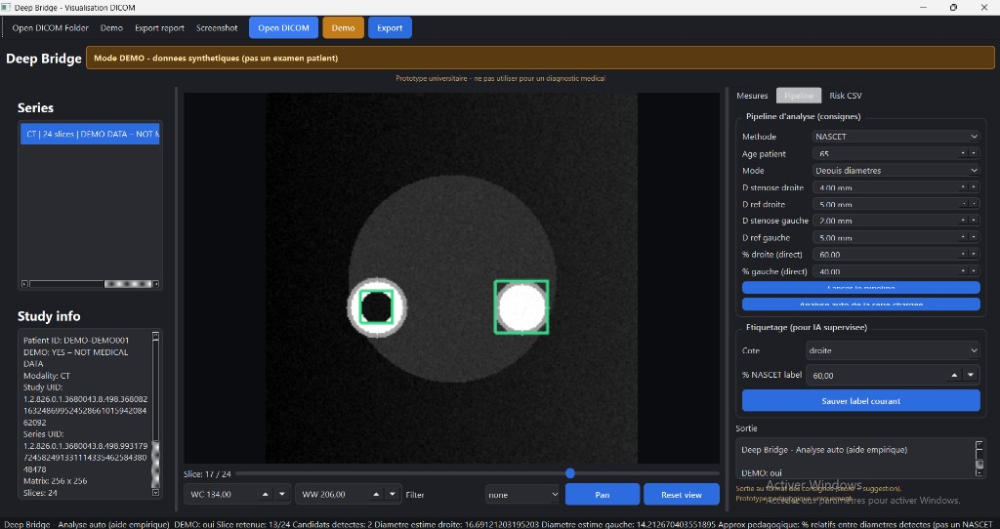 Deep Bridge - Visualisation DICOM
Open DICOM Folder Demo Export report Screenshot Open DICOM Demo Export
Deep Bridge
Mode DEMO - donnees synthetiques (pas un examen patient)
Prototype universitaire - ne pas utiliser pour un diagnostic medical
Series
CT | 24 slices | DEMO DATA – NOT M
Study info
Patient ID: DEMO-DEMO001
DEMO: YES – NOT MEDICAL
DATA
Modality: CT
Study UID:
1.2.826.0.1.3680043.8.498.368082
16324869952452866101594208​4
62092
Series UID:
1.2.826.0.1.3680043.8.498.993179
72458249133111433546258438​0
48478
Matrix: 256 x 256
Slices: 24
Slice: 17 / 24
WC 134,00 WW 206,00 Filter none Pan Reset view
Mesures Pipeline Risk CSV
Pipeline d'analyse (consignes)
Methode NASCET
Age patient 65
Mode Depuis diametres
D stenose droite 4.00 mm
D ref droite 5.00 mm
D stenose gauche 2.00 mm
D ref gauche 5.00 mm
% droite (direct) 60.00
% gauche (direct) 40.00
Lancer le pipeline
Analyse auto de la serie chargee
Etiquetage (pour IA supervisee)
Cote droite
% NASCET label 60,00
Sauver label courant
Sortie
Deep Bridge - Analyse auto (aide empirique)
DEMO: oui
Sortie au format des consignes (score + suggestion).
Prototype pedagogique uniquement.
Activer Windows
Accédez aux paramètres pour activer Windows.
Deep Bridge - Analyse auto (aide empirique) DEMO: oui Slice retenue: 13/24 Candidats detectes: 2 Diametre estime droite: 16.69121203195203 Diametre estime gauche: 14.212670403551895 Approx pedagogique: % relatifs entre diametres detectes (pas un NASCET